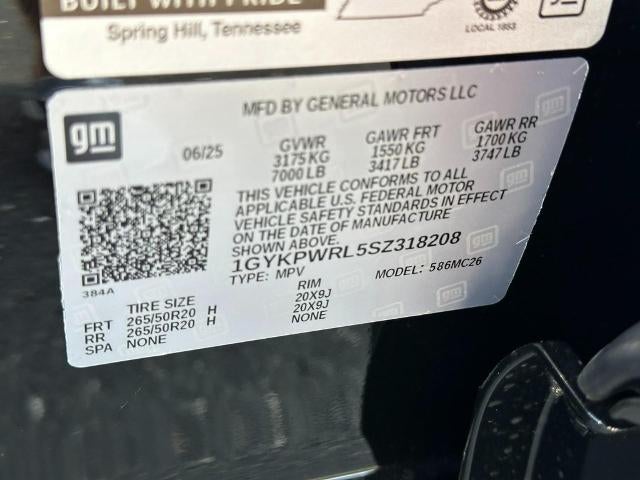 BUILT WITH PRIDE
Spring Hill, Tennessee
LOCAL 1853
gm
MFD BY GENERAL MOTORS LLC
06/25
GVWR
3175 KG
7000 LB
GAWR FRT
1550 KG
3417 LB
GAWR RR
1700 KG
3747 LB
THIS VEHICLE CONFORMS TO ALL
APPLICABLE U.S. FEDERAL MOTOR
VEHICLE SAFETY STANDARDS IN EFFECT
ON THE DATE OF MANUFACTURE
SHOWN ABOVE.
1GYKPWRL5SZ318208
TYPE: MPV
MODEL: 586MC26
384A
TIRE SIZE
RIM
FRT 265/50R20 H 20X9J
RR 265/50R20 H 20X9J
SPA NONE NONE